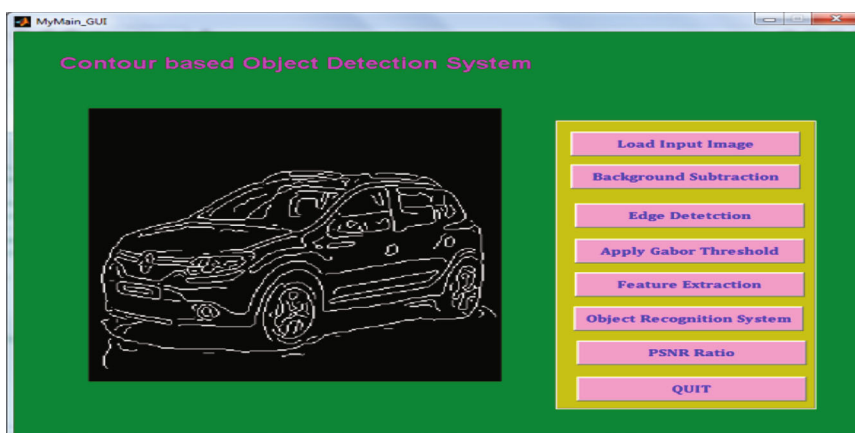 MyMain_GUI
Contour based Object Detection System
Load Input Image
Background Subtraction
Edge Detetction
Apply Gabor Threshold
Feature Extraction
Object Recognition System
PSNR Ratio
QUIT